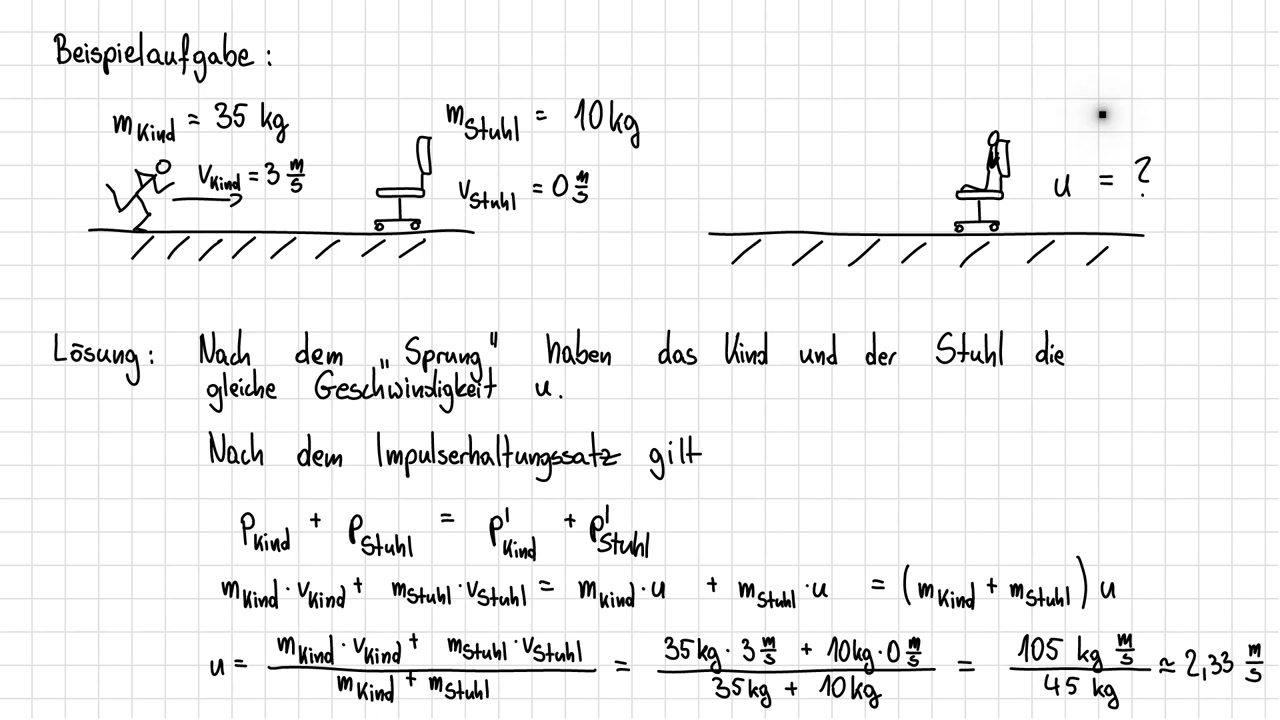 Beispielaufgabe:
m_Kind = 35 kg
m_Stuhl = 10 kg
v_Kind = 3 m/s
v_Stuhl = 0 m/s
u = ?
Lösung: Nach dem „Sprung" haben das Kind und der Stuhl die
gleiche Geschwindigkeit u.
Nach dem Impulserhaltungssatz gilt
p_Kind + p_Stuhl = p'_Kind + p'_Stuhl
m_Kind · v_Kind + m_Stuhl · v_Stuhl = m_Kind · u + m_Stuhl · u = (m_Kind + m_Stuhl) u
u = (m_Kind · v_Kind + m_Stuhl · v_Stuhl)/(m_Kind + m_Stuhl) = (35 kg · 3 m/s + 10 kg · 0 m/s)/(35 kg + 10 kg) = (105 kg m/s)/(45 kg) ≈ 2,33 m/s